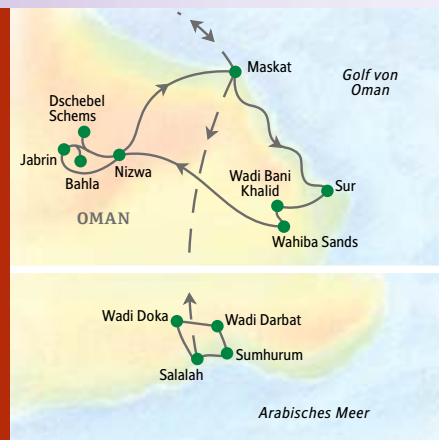 Maskat
Golf von
Oman
Dschebel
Schems
Jabrin
Bahla
Nizwa
Wadi Bani
Khalid
Sur
OMAN
Wahiba Sands
Wadi Doka
Wadi Darbat
Sumhurum
Salalah
Arabisches Meer